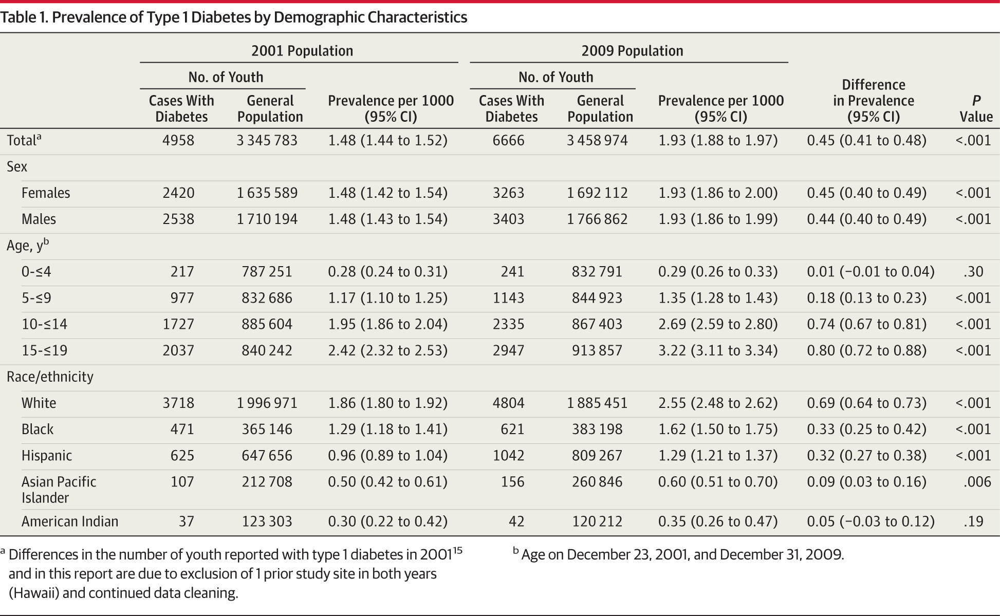 Table 1. Prevalence of Type 1 Diabetes by Demographic Characteristics
2001 Population 2009 Population
No. of Youth No. of Youth
Cases With Diabetes General Population Prevalence per 1000 (95% CI) Cases With Diabetes General Population Prevalence per 1000 (95% CI) Difference in Prevalence (95% CI) P Value
Totalᵃ 4958 3 345 783 1.48 (1.44 to 1.52) 6666 3 458 974 1.93 (1.88 to 1.97) 0.45 (0.41 to 0.48) <.001
Sex
Females 2420 1 635 589 1.48 (1.42 to 1.54) 3263 1 692 112 1.93 (1.86 to 2.00) 0.45 (0.40 to 0.49) <.001
Males 2538 1 710 194 1.48 (1.43 to 1.54) 3403 1 766 862 1.93 (1.86 to 1.99) 0.44 (0.40 to 0.49) <.001
Age, yᵇ
0-≤4 217 787 251 0.28 (0.24 to 0.31) 241 832 791 0.29 (0.26 to 0.33) 0.01 (−0.01 to 0.04) .30
5-≤9 977 832 686 1.17 (1.10 to 1.25) 1143 844 923 1.35 (1.28 to 1.43) 0.18 (0.13 to 0.23) <.001
10-≤14 1727 885 604 1.95 (1.86 to 2.04) 2335 867 403 2.69 (2.59 to 2.80) 0.74 (0.67 to 0.81) <.001
15-≤19 2037 840 242 2.42 (2.32 to 2.53) 2947 913 857 3.22 (3.11 to 3.34) 0.80 (0.72 to 0.88) <.001
Race/ethnicity
White 3718 1 996 971 1.86 (1.80 to 1.92) 4804 1 885 451 2.55 (2.48 to 2.62) 0.69 (0.64 to 0.73) <.001
Black 471 365 146 1.29 (1.18 to 1.41) 621 383 198 1.62 (1.50 to 1.75) 0.33 (0.25 to 0.42) <.001
Hispanic 625 647 656 0.96 (0.89 to 1.04) 1042 809 267 1.29 (1.21 to 1.37) 0.32 (0.27 to 0.38) <.001
Asian Pacific 107 212 708 0.50 (0.42 to 0.61) 156 260 846 0.60 (0.51 to 0.70) 0.09 (0.03 to 0.16) .006
Islander
American Indian 37 123 303 0.30 (0.22 to 0.42) 42 120 212 0.35 (0.26 to 0.47) 0.05 (−0.03 to 0.12) .19
ᵃ Differences in the number of youth reported with type 1 diabetes in 2001¹⁵
and in this report are due to exclusion of 1 prior study site in both years
(Hawaii) and continued data cleaning.
ᵇ Age on December 23, 2001, and December 31, 2009.